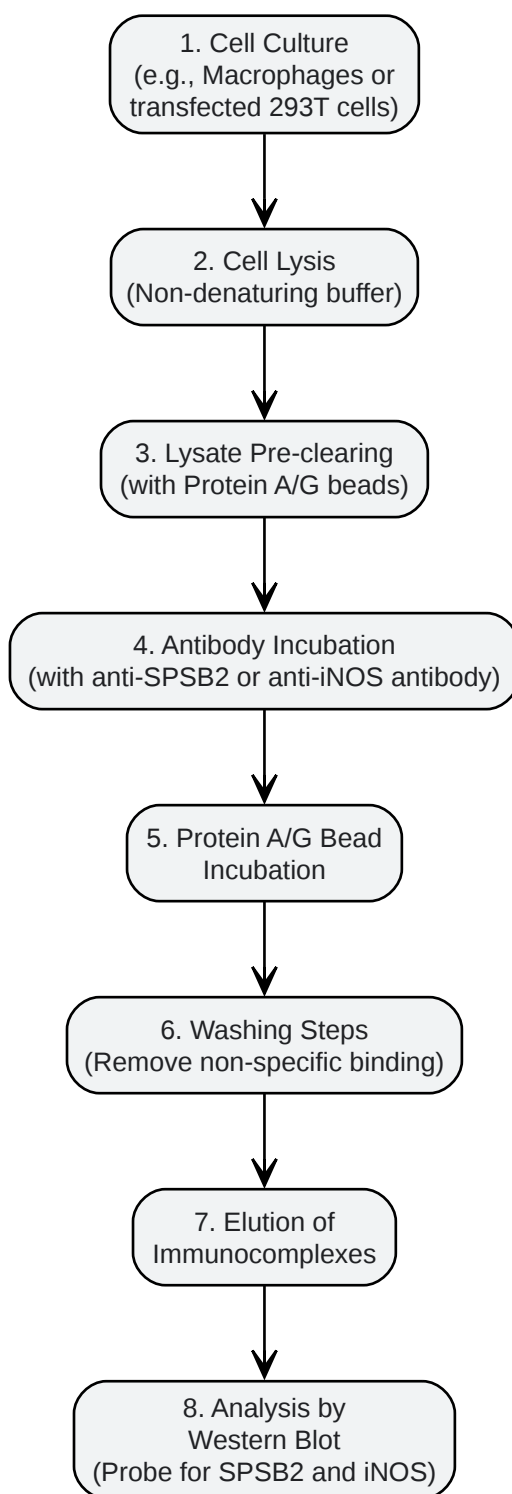 1. Cell Culture
(e.g., Macrophages or
transfected 293T cells)
2. Cell Lysis
(Non-denaturing buffer)
3. Lysate Pre-clearing
(with Protein A/G beads)
4. Antibody Incubation
(with anti-SPSB2 or anti-iNOS antibody)
5. Protein A/G Bead
Incubation
6. Washing Steps
(Remove non-specific binding)
7. Elution of
Immunocomplexes
8. Analysis by
Western Blot
(Probe for SPSB2 and iNOS)